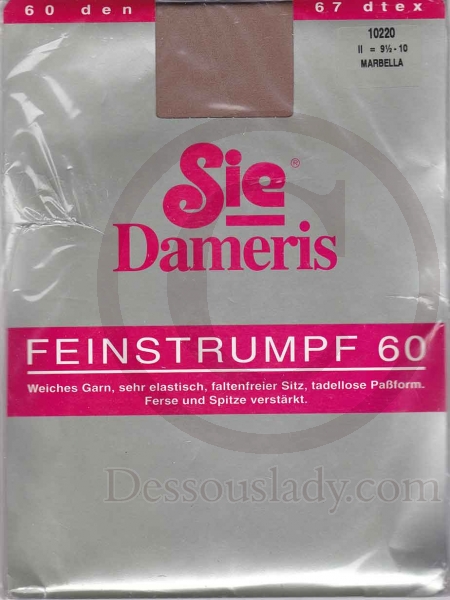 60 den 67 dtex
10220
II = 9½-10
MARBELLA
Sie®
Dameris
FEINSTRUMPF 60
Weiches Garn, sehr elastisch, faltenfreier Sitz, tadellose Paßform.
Ferse und Spitze verstärkt.
Dessouslady.com
©